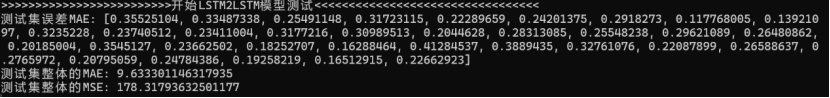 >>>>>>>>>>>>>>>>>>>>>>>>>>开始LSTM2LSTM模型测试<<<<<<<<<<<<<<<<<<<<<<<<<<<<<<<<<<
测试集误差MAE: [0.35525104, 0.33487338, 0.25491148, 0.31723115, 0.22289659, 0.24201375, 0.2918273, 0.117768005, 0.139210
97, 0.3235228, 0.23740512, 0.23411004, 0.3177216, 0.30989513, 0.2044628, 0.28313085, 0.25548238, 0.29621089, 0.26480862,
 0.20185004, 0.3545127, 0.23662502, 0.18252707, 0.16288464, 0.41284537, 0.3889435, 0.32761076, 0.22087899, 0.26588637, 0
.2765972, 0.20795059, 0.24784386, 0.19258219, 0.16512915, 0.22662923]
测试集整体的MAE: 9.633301146317935
测试集整体的MSE: 178.31793632501177